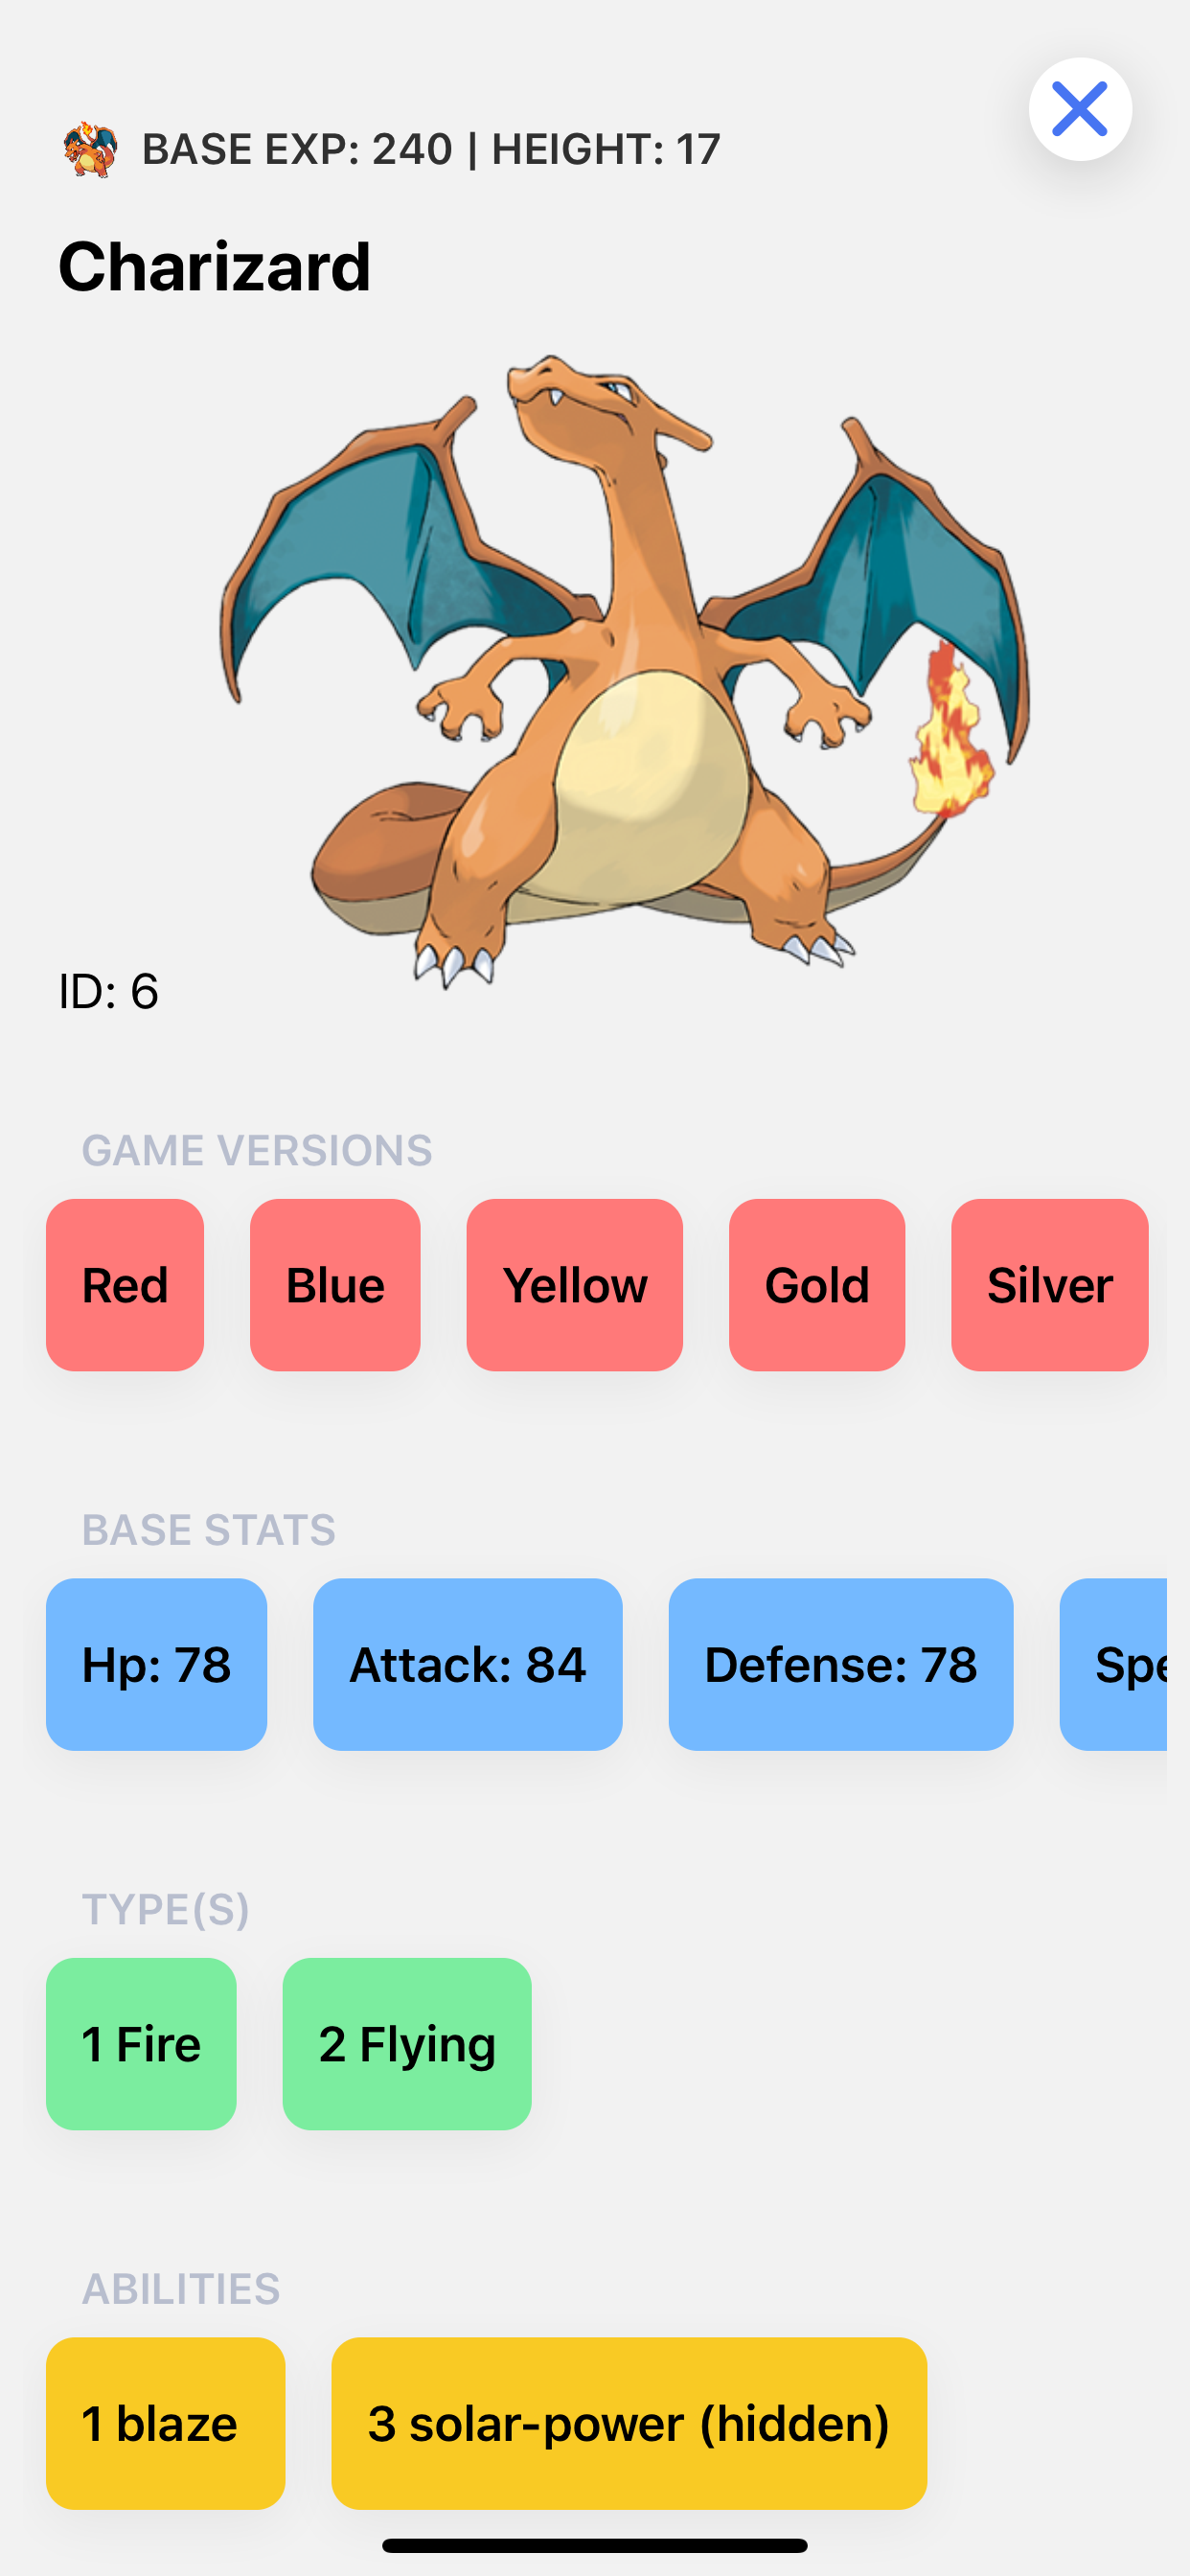 BASE EXP: 240 | HEIGHT: 17
Charizard
ID: 6
GAME VERSIONS
Red Blue Yellow Gold Silver
BASE STATS
Hp: 78 Attack: 84 Defense: 78 Spe
TYPE(S)
1 Fire 2 Flying
ABILITIES
1 blaze 3 solar-power (hidden)